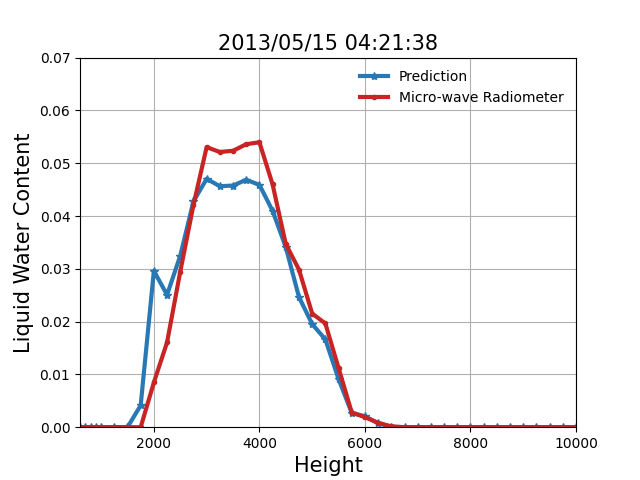 2013/05/15 04:21:38
Prediction
Micro-wave Radiometer
Liquid Water Content
0.07
0.06
0.05
0.04
0.03
0.02
0.01
0.00
2000 4000 6000 8000 10000
Height